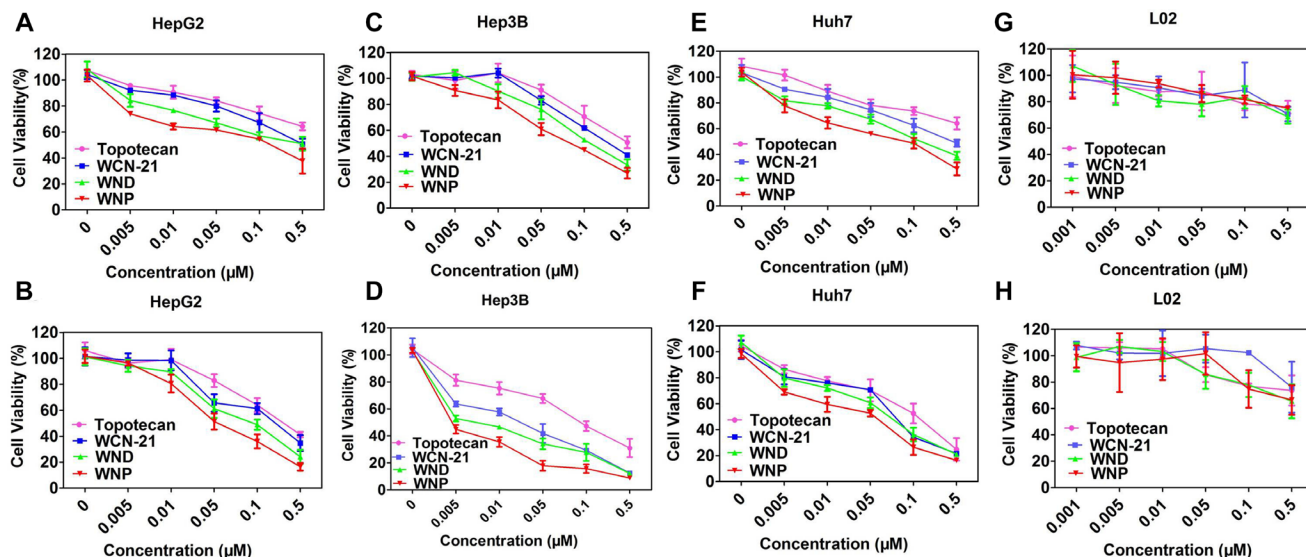 A
HepG2
Cell Viability(%)
120
100
80
60
40
20
0
Topotecan
WCN-21
WND
WNP
0
0.005
0.01
0.05
0.1
0.5
Concentration (µM)
C
Hep3B
Cell Viability (%)
120
100
80
60
40
20
0
Topotecan
WCN-21
WND
WNP
0
0.005
0.01
0.05
0.1
0.5
Concentration (µM)
E
Huh7
Cell Viability (%)
120
100
80
60
40
20
0
Topotecan
WCN-21
WND
WNP
0
0.005
0.01
0.05
0.1
0.5
Concentration (µM)
G
L02
Cell Viability (%)
120
100
80
60
40
20
0
Topotecan
WCN-21
WND
WNP
0.001
0.005
0.01
0.05
0.1
0.5
Concentration (µM)
B
HepG2
Cell Viability (%)
120
100
80
60
40
20
0
Topotecan
WCN-21
WND
WNP
0
0.005
0.01
0.05
0.1
0.5
Concentration (µM)
D
Hep3B
Cell Viability (%)
120
100
80
60
40
20
0
Topotecan
WCN-21
WND
WNP
0
0.005
0.01
0.05
0.1
0.5
Concentration (µM)
F
Huh7
Cell Viability (%)
120
100
80
60
40
20
0
Topotecan
WCN-21
WND
WNP
0
0.005
0.01
0.05
0.1
0.5
Concentration (µM)
H
L02
Cell Viability (%)
120
100
80
60
40
20
0
Topotecan
WCN-21
WND
WNP
0.001
0.005
0.01
0.05
0.1
0.5
Concentration (µM)